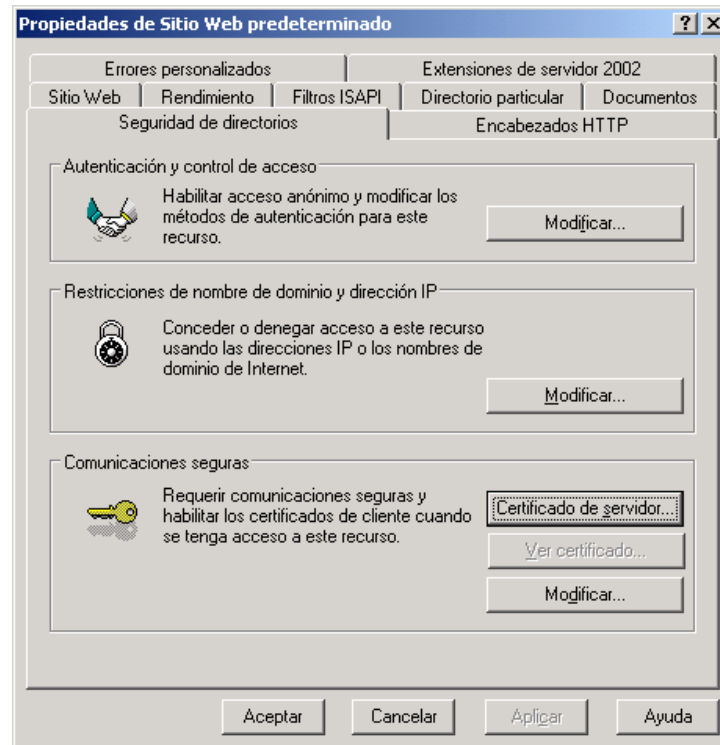 Propiedades de Sitio Web predeterminado
Errores personalizados Extensiones de servidor 2002
Sitio Web Rendimiento Filtros ISAPI Directorio particular Documentos
Seguridad de directorios Encabezados HTTP
Autenticación y control de acceso
Habilitar acceso anónimo y modificar los
métodos de autenticación para este
recurso.
Modificar...
Restricciones de nombre de dominio y dirección IP
Conceder o denegar acceso a este recurso
usando las direcciones IP o los nombres de
dominio de Internet.
Modificar...
Comunicaciones seguras
Requerir comunicaciones seguras y
habilitar los certificados de cliente cuando
se tenga acceso a este recurso.
Certificado de servidor...
Ver certificado...
Modificar...
Aceptar Cancelar Aplicar Ayuda